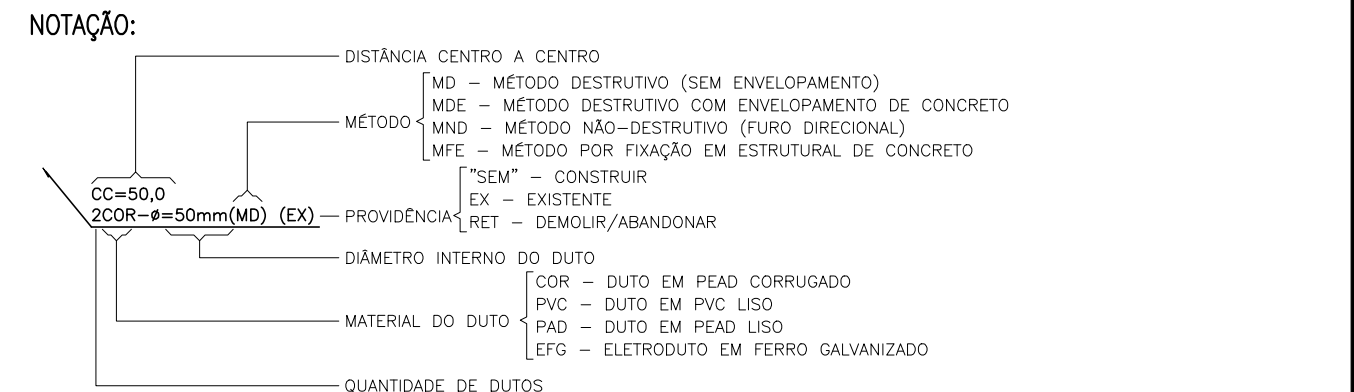 NOTAÇÃO:
DISTÂNCIA CENTRO A CENTRO
MD – MÉTODO DESTRUTIVO (SEM ENVELOPAMENTO)
MDE – MÉTODO DESTRUTIVO COM ENVELOPAMENTO DE CONCRETO
MÉTODO
MND – MÉTODO NÃO-DESTRUTIVO (FURO DIRECIONAL)
MFE – MÉTODO POR FIXAÇÃO EM ESTRUTURAL DE CONCRETO
"SEM" – CONSTRUIR
CC=50,0
EX – EXISTENTE
2COR-ø=50mm(MD) (EX)
PROVIDÊNCIA
RET – DEMOLIR/ABANDONAR
DIÂMETRO INTERNO DO DUTO
COR – DUTO EM PEAD CORRUGADO
PVC – DUTO EM PVC LISO
MATERIAL DO DUTO
PAD – DUTO EM PEAD LISO
EFG – ELETRODUTO EM FERRO GALVANIZADO
QUANTIDADE DE DUTOS